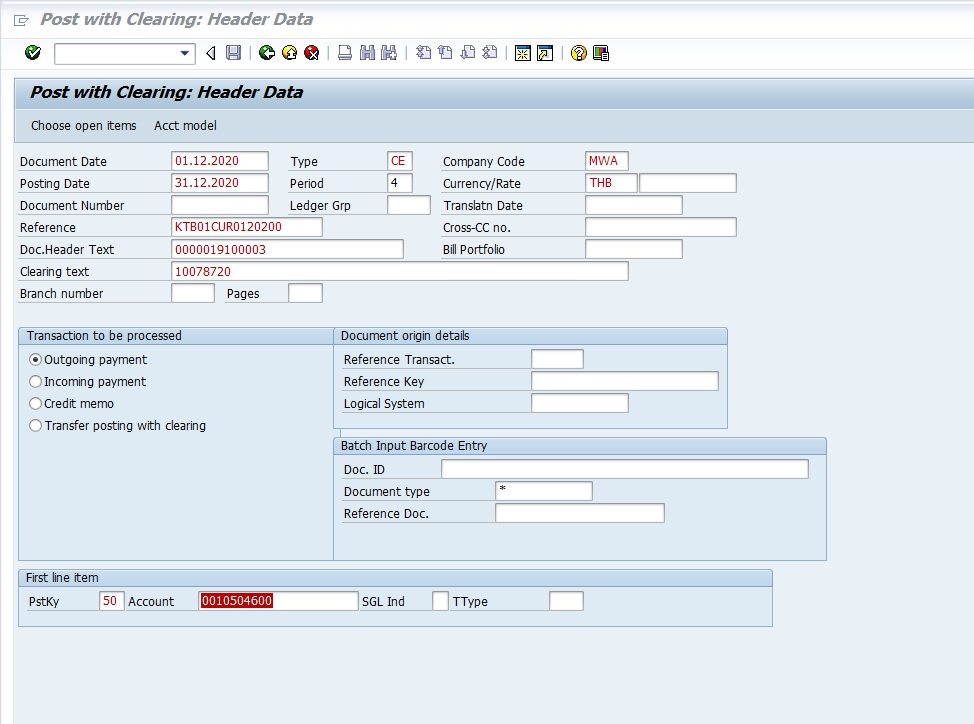 Post with Clearing: Header Data
Post with Clearing: Header Data
Choose open items Acct model
Document Date 01.12.2020 Type CE Company Code MWA
Posting Date 31.12.2020 Period 4 Currency/Rate THB
Document Number Ledger Grp Translatn Date
Reference KTB01CUR0120200 Cross-CC no.
Doc.Header Text 0000019100003 Bill Portfolio
Clearing text 10078720
Branch number Pages
Transaction to be processed Document origin details
Outgoing payment Reference Transact.
Incoming payment Reference Key
Credit memo Logical System
Transfer posting with clearing
Batch Input Barcode Entry
Doc. ID
Document type *
Reference Doc.
First line item
PstKy 50 Account 0010504600 SGL Ind TType